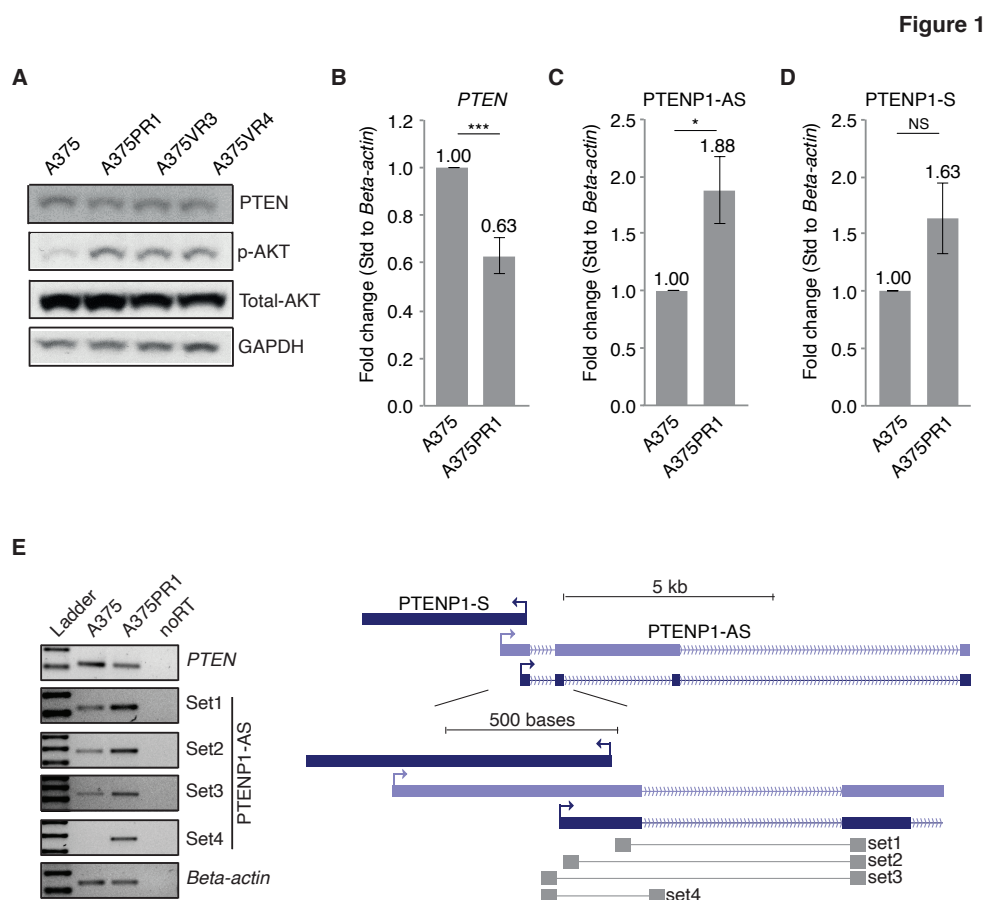 Figure 1
A
A375
A375PR1
A375VR3
A375VR4
PTEN
p-AKT
Total-AKT
GAPDH
B
PTEN
***
Fold change (Std to Beta-actin)
1.2
1.0
0.8
0.6
0.4
0.2
0.0
1.00
0.63
A375
A375PR1
C
PTENP1-AS
*
Fold change (Std to Beta-actin)
2.5
2.0
1.5
1.0
0.5
0.0
1.00
1.88
A375
A375PR1
D
PTENP1-S
NS
Fold change (Std to Beta-actin)
2.5
2.0
1.5
1.0
0.5
0.0
1.00
1.63
A375
A375PR1
E
Ladder
A375
A375PR1
noRT
PTEN
Set1
Set2
Set3
Set4
PTENP1-AS
Beta-actin
5 kb
PTENP1-S
PTENP1-AS
500 bases
set1
set2
set3
set4